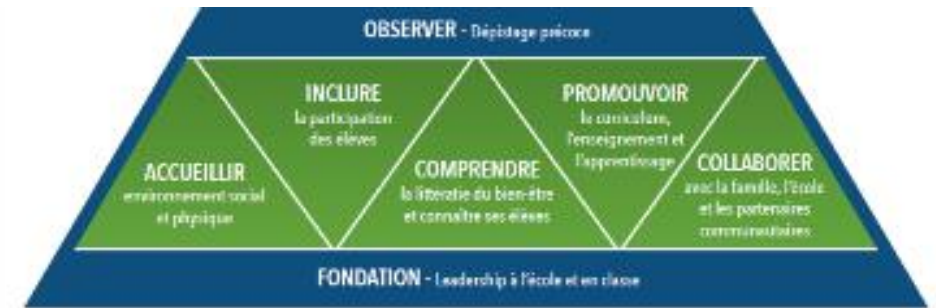 OBSERVER - Dépistage précoce
INCLURE
la participation
des élèves
PROMOUVOIR
le curriculum,
l'enseignement et
l'apprentissage
ACCUEILLIR
environnement social
et physique
COMPRENDRE
la littératie du bien-être
et connaître ses élèves
COLLABORER
avec la famille, l'école
et les partenaires
communautaires
FONDATION - Leadership à l'école et en classe